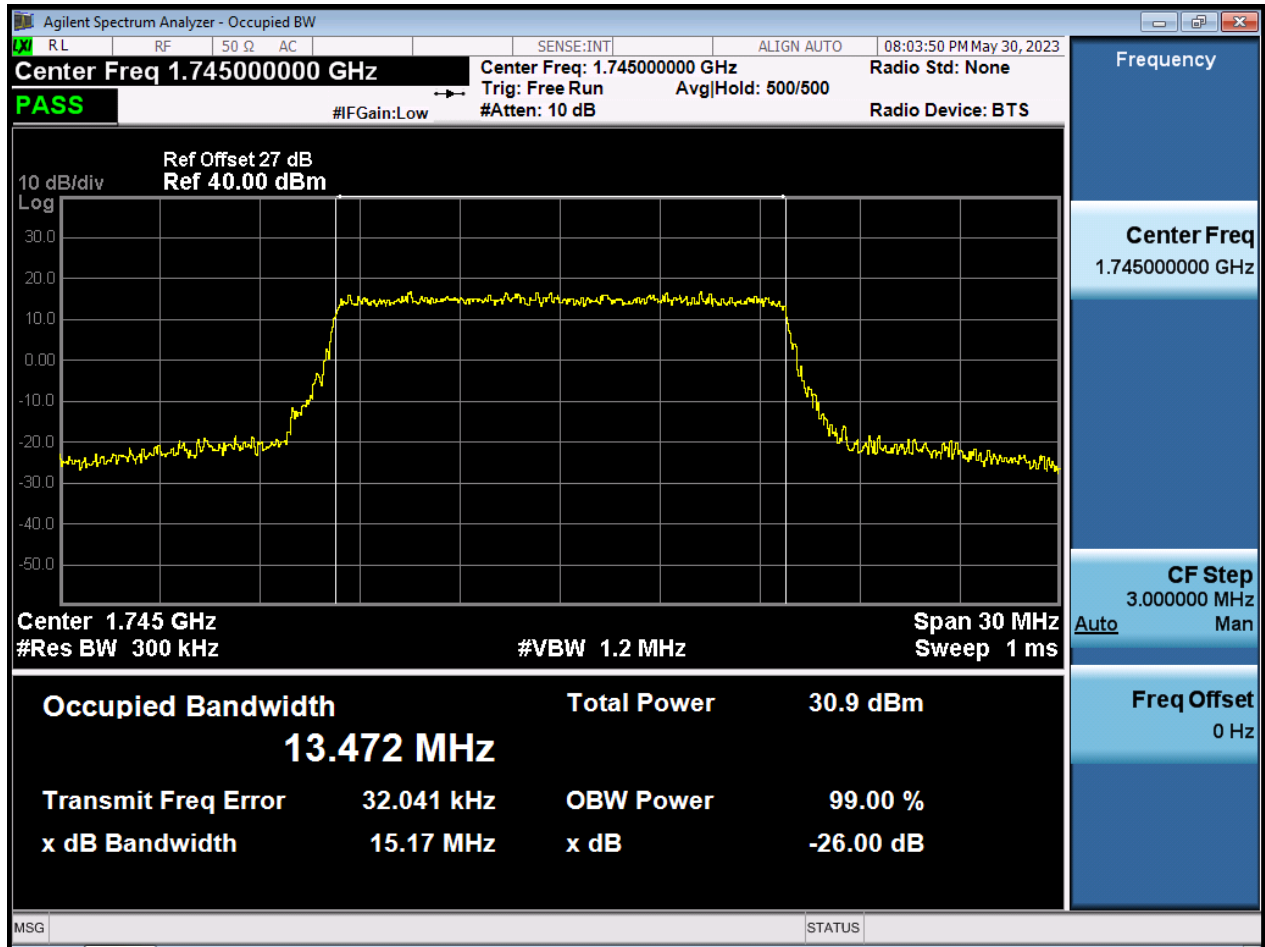 Agilent Spectrum Analyzer - Occupied BW
LXI RL RF 50 Ω AC SENSE:INT ALIGN AUTO 08:03:50 PM May 30, 2023
Center Freq 1.745000000 GHz
PASS
#IFGain:Low
Center Freq: 1.745000000 GHz
Trig: Free Run Avg|Hold: 500/500
#Atten: 10 dB
Radio Std: None
Radio Device: BTS
Ref Offset 27 dB
10 dB/div Ref 40.00 dBm
Log
30.0
20.0
10.0
0.00
-10.0
-20.0
-30.0
-40.0
-50.0
Center 1.745 GHz Span 30 MHz
#Res BW 300 kHz #VBW 1.2 MHz Sweep 1 ms
Occupied Bandwidth Total Power 30.9 dBm
13.472 MHz
Transmit Freq Error 32.041 kHz OBW Power 99.00 %
x dB Bandwidth 15.17 MHz x dB -26.00 dB
MSG STATUS
Frequency
Center Freq
1.745000000 GHz
CF Step
3.000000 MHz
Auto Man
Freq Offset
0 Hz